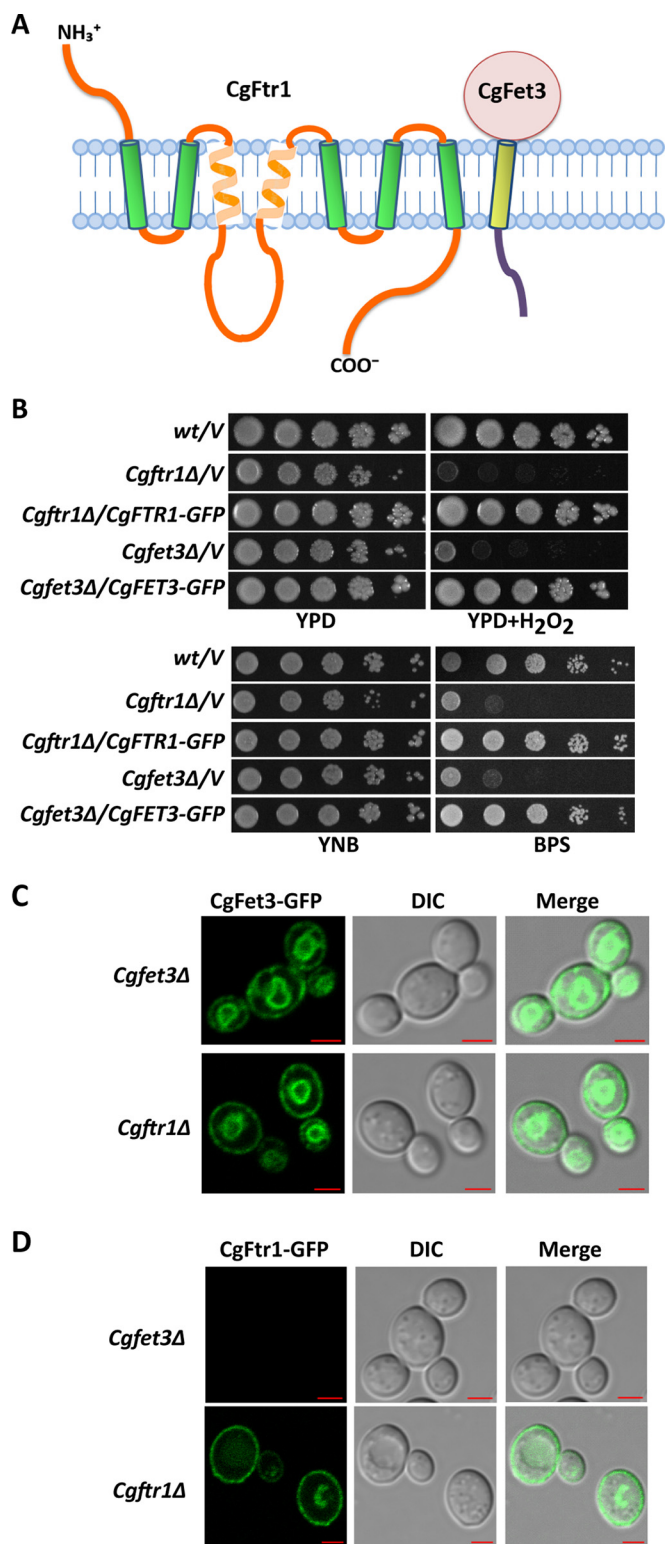 A
NH₃⁺
CgFtr1
CgFet3
COO⁻
B
wt/V
Cgftr1Δ/V
Cgftr1Δ/CgFTR1-GFP
Cgfet3Δ/V
Cgfet3Δ/CgFET3-GFP
YPD YPD+H₂O₂
wt/V
Cgftr1Δ/V
Cgftr1Δ/CgFTR1-GFP
Cgfet3Δ/V
Cgfet3Δ/CgFET3-GFP
YNB BPS
C
CgFet3-GFP DIC Merge
Cgfet3Δ
Cgftr1Δ
D
CgFtr1-GFP DIC Merge
Cgfet3Δ
Cgftr1Δ